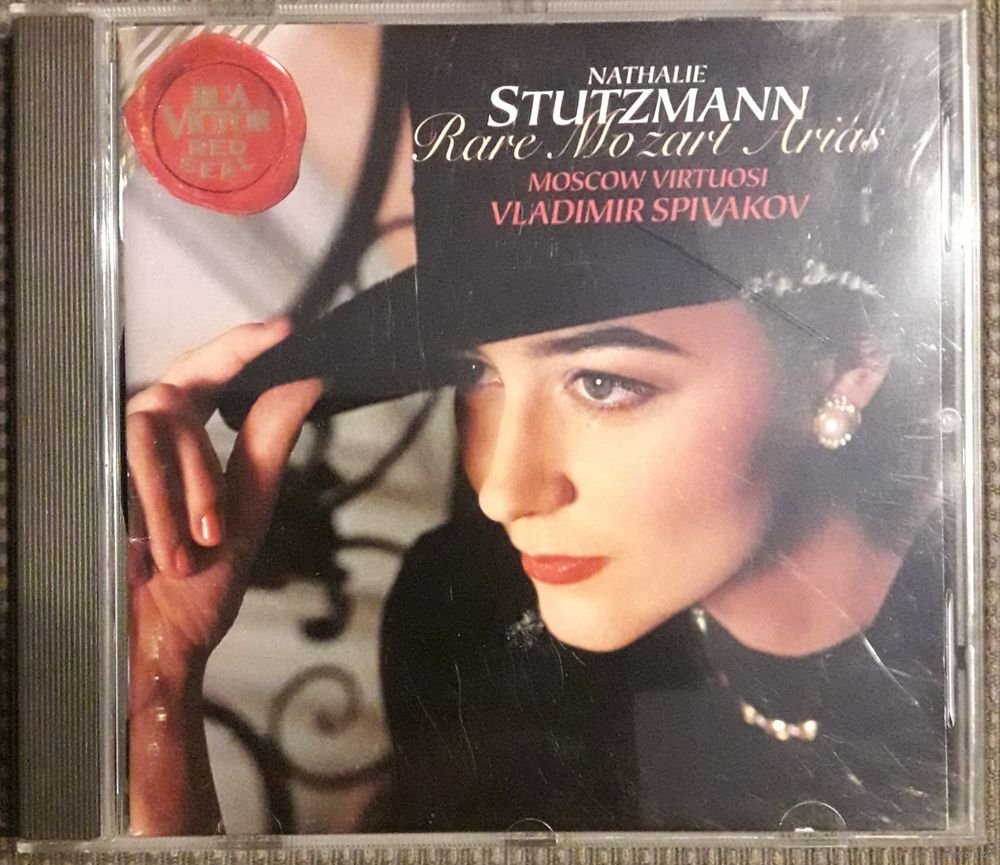 RCA
VICTOR
RED
SEAL
NATHALIE
STUTZMANN
Rare Mozart Arias
MOSCOW VIRTUOSI
VLADIMIR SPIVAKOV